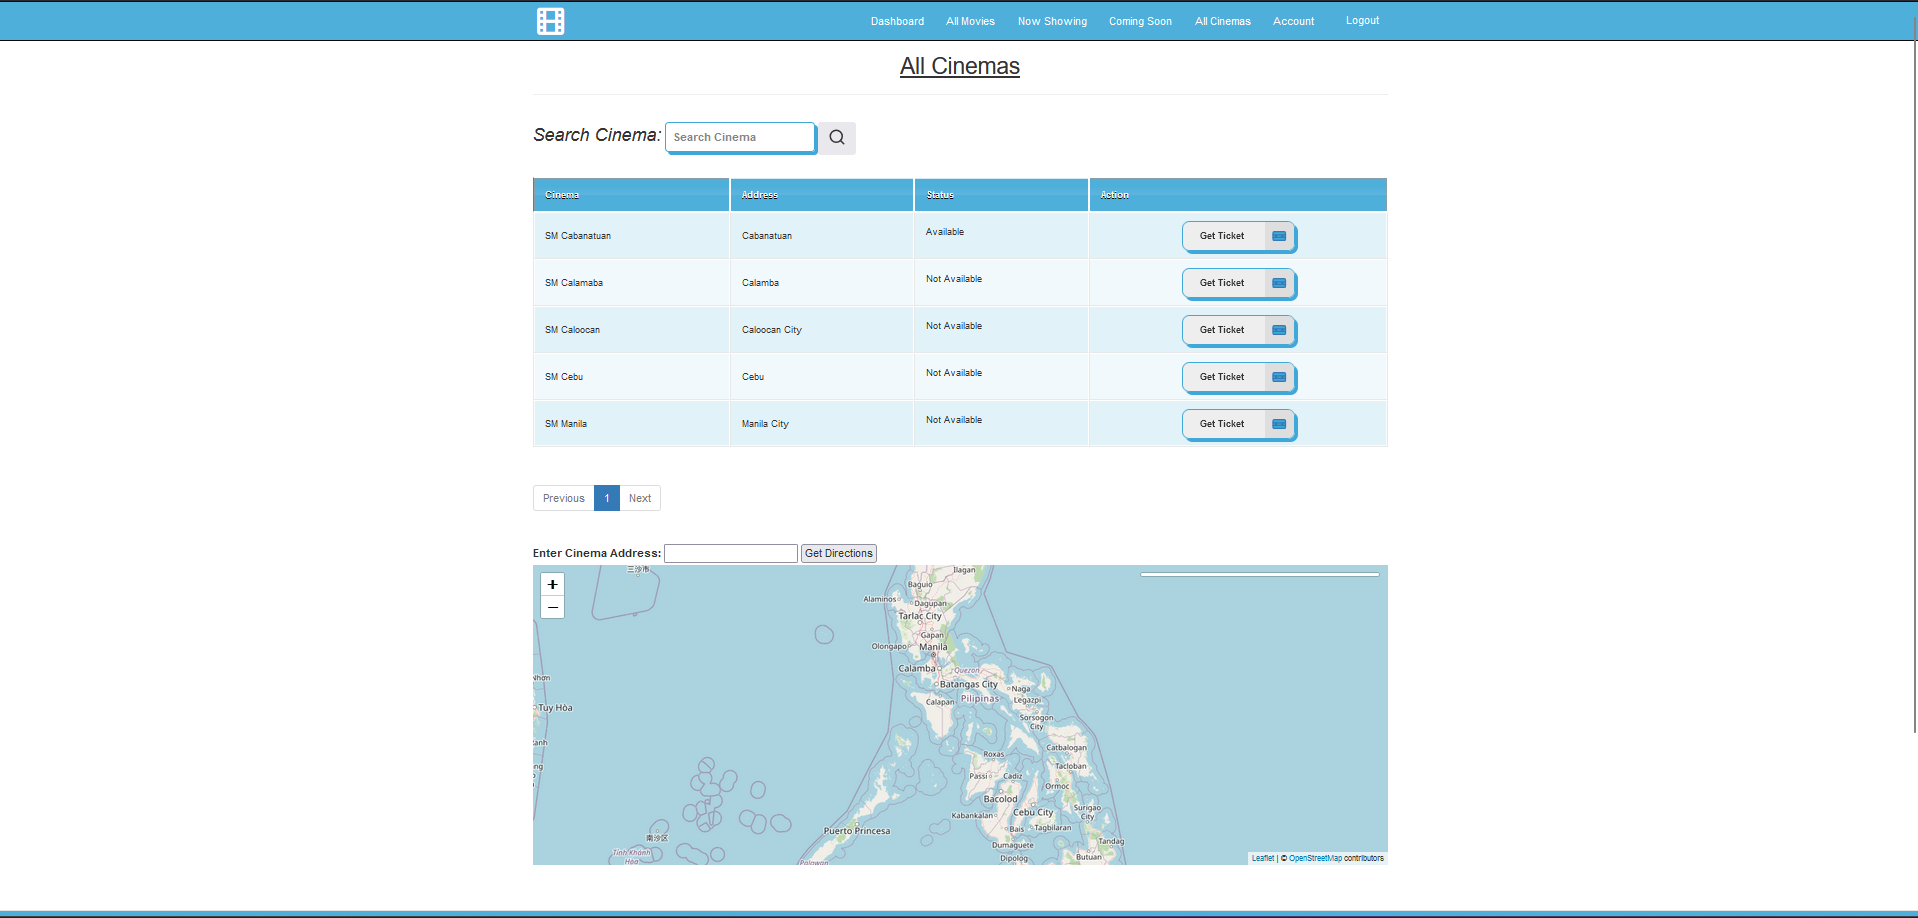 Dashboard All Movies Now Showing Coming Soon All Cinemas Account Logout
All Cinemas
Search Cinema: Search Cinema
Cinema Address Status Action
SM Cabanatuan Cabanatuan Available Get Ticket
SM Calamaba Calamba Not Available Get Ticket
SM Caloocan Caloocan City Not Available Get Ticket
SM Cebu Cebu Not Available Get Ticket
SM Manila Manila City Not Available Get Ticket
Previous 1 Next
Enter Cinema Address: Get Directions
+
−
三沙市
Ilagan
Baguio
Alaminos
Dagupan
Tarlac City
Gapan
Olongapo
Manila
Calamba
Quezon
Batangas City
Naga
Calapan
Pilipinas
Legazpi
Sorsogon
City
Nhơn
Tuy Hòa
Catbalogan
Roxas
Tacloban
Passi
Cadiz
Ormoc
Bacolod
Cebu City
Surigao
City
Kabankalan
Bais
Tagbilaran
Puerto Princesa
南沙区
Dumaguete
Tandag
Tỉnh Khánh
Hòa
Palawan
Dipolog
Butuan
Leaflet | © OpenStreetMap contributors